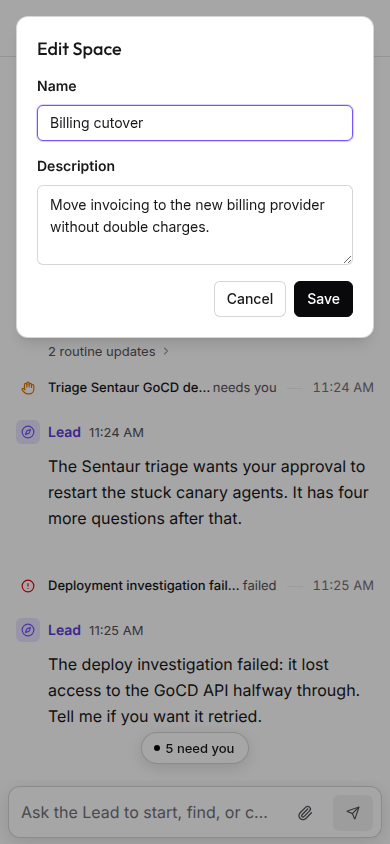 Edit Space
Name
Billing cutover
Description
Move invoicing to the new billing provider
without double charges.
Cancel
Save
2 routine updates
Triage Sentaur GoCD de... needs you 11:24 AM
Lead 11:24 AM
The Sentaur triage wants your approval to
restart the stuck canary agents. It has four
more questions after that.
Deployment investigation fail... failed 11:25 AM
Lead 11:25 AM
The deploy investigation failed: it lost
access to the GoCD API halfway through.
Tell me if you want it retried.
5 need you
Ask the Lead to start, find, or c...